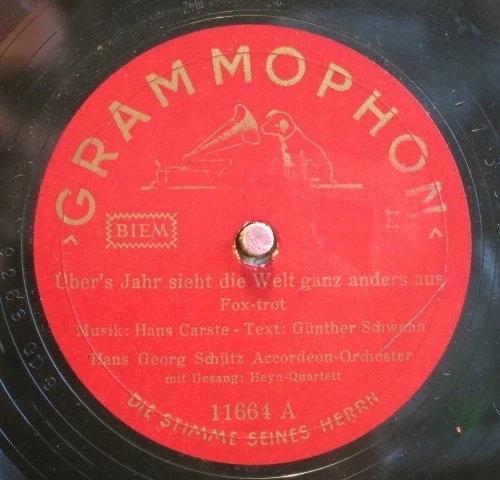 ›GRAMMOPHON‹
BIEM
E
Über's Jahr sieht die Welt ganz anders aus
Fox-trot
Musik: Hans Carste - Text: Günther Schwenn
Hans Georg Schütz Accordeon-Orchester
mit Gesang: Heyn-Quartett
11664 A
DIE STIMME SEINES HERRN